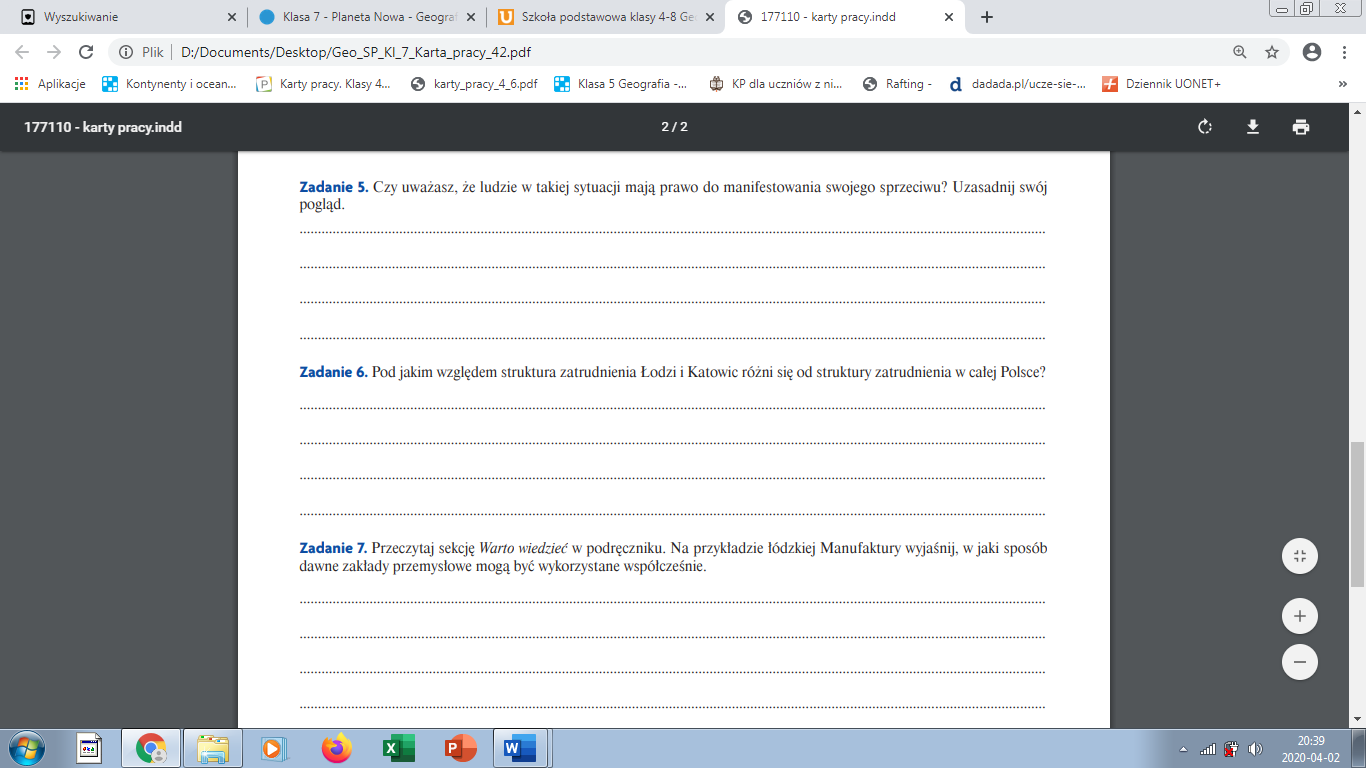 Wyszukiwanie
Klasa 7 - Planeta Nowa - Geograf
Szkoła podstawowa klasy 4-8 Geo
177110 - karty pracy.indd
Plik
D:/Documents/Desktop/Geo_SP_Kl_7_Karta_pracy_42.pdf
Aplikacje
Kontynenty i ocean...
Karty pracy. Klasy 4...
karty_pracy_4_6.pdf
Klasa 5 Geografia -...
KP dla uczniów z ni...
Rafting -
dadada.pl/ucze-sie-...
Dziennik UONET+
177110 - karty pracy.indd
2 / 2
Zadanie 5. Czy uważasz, że ludzie w takiej sytuacji mają prawo do manifestowania swojego sprzeciwu? Uzasadnij swój
pogląd.
Zadanie 6. Pod jakim względem struktura zatrudnienia Łodzi i Katowic różni się od struktury zatrudnienia w całej Polsce?
Zadanie 7. Przeczytaj sekcję Warto wiedzieć w podręczniku. Na przykładzie łódzkiej Manufaktury wyjaśnij, w jaki sposób
dawne zakłady przemysłowe mogą być wykorzystane współcześnie.
20:39
2020-04-02